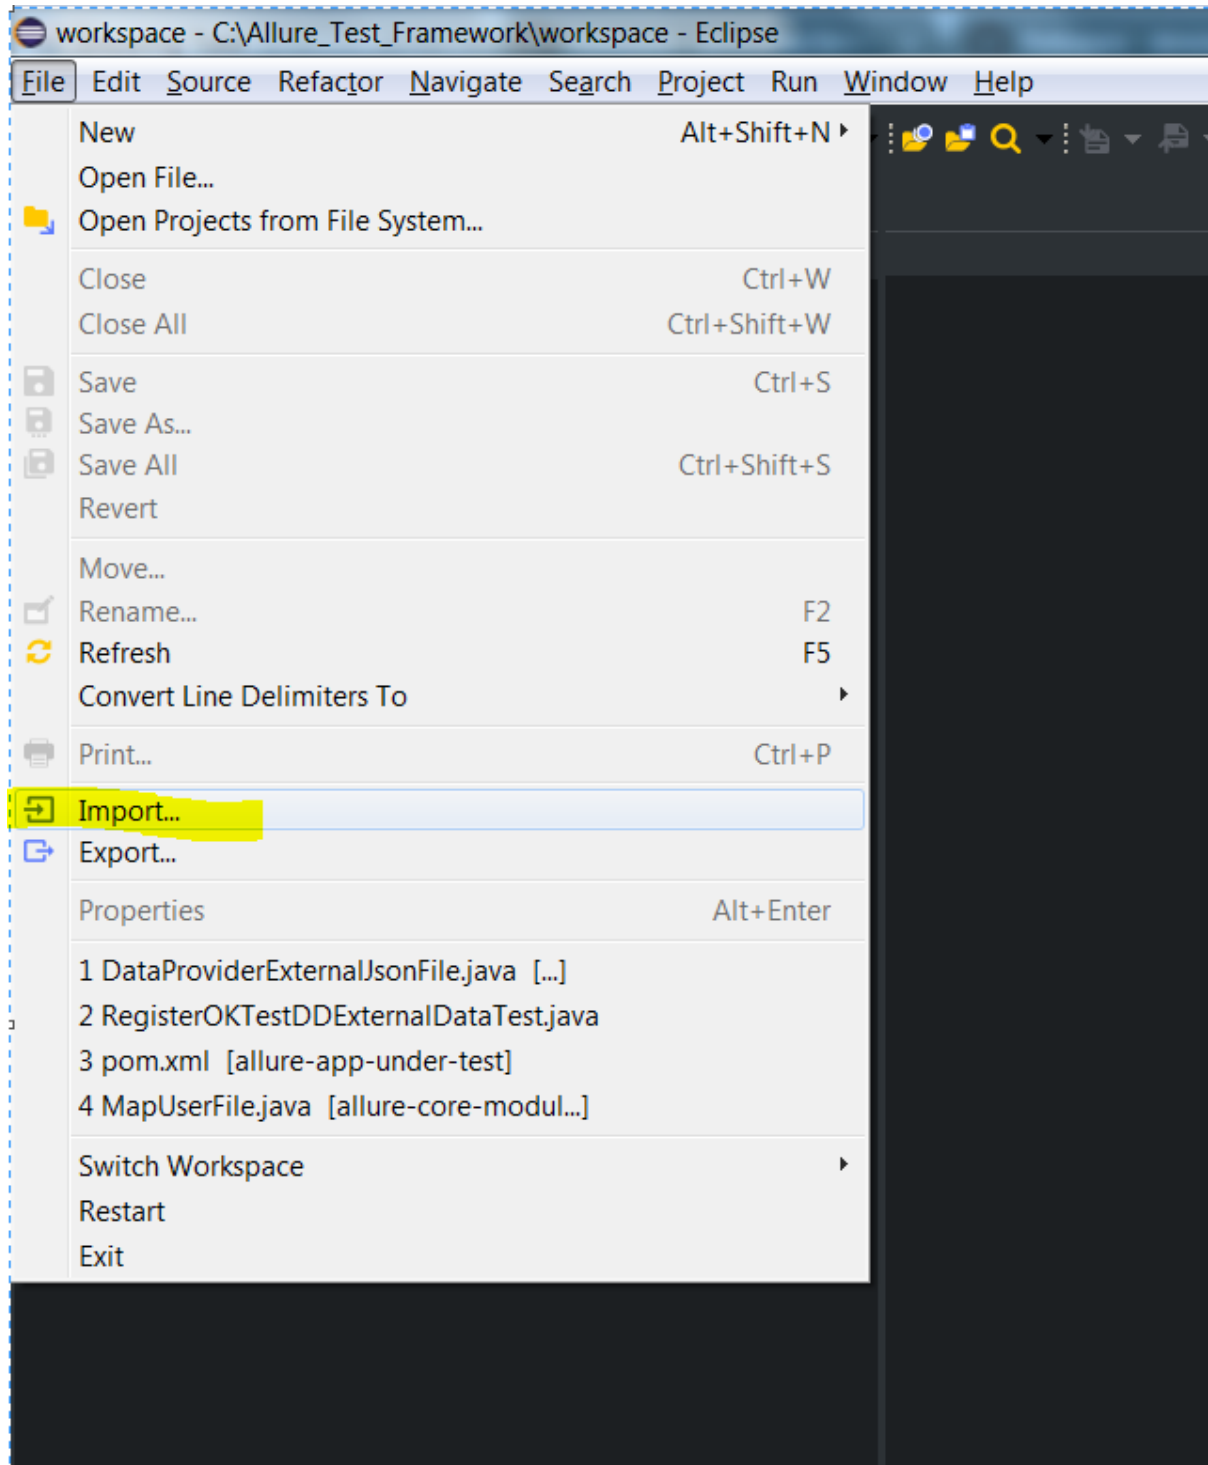 workspace - C:\Allure_Test_Framework\workspace - Eclipse
File Edit Source Refactor Navigate Search Project Run Window Help
New Alt+Shift+N
Open File...
Open Projects from File System...
Close Ctrl+W
Close All Ctrl+Shift+W
Save Ctrl+S
Save As...
Save All Ctrl+Shift+S
Revert
Move...
Rename... F2
Refresh F5
Convert Line Delimiters To
Print... Ctrl+P
Import...
Export...
Properties Alt+Enter
1 DataProviderExternalJsonFile.java [...]
2 RegisterOKTestDDExternalDataTest.java
3 pom.xml [allure-app-under-test]
4 MapUserFile.java [allure-core-modul...]
Switch Workspace
Restart
Exit